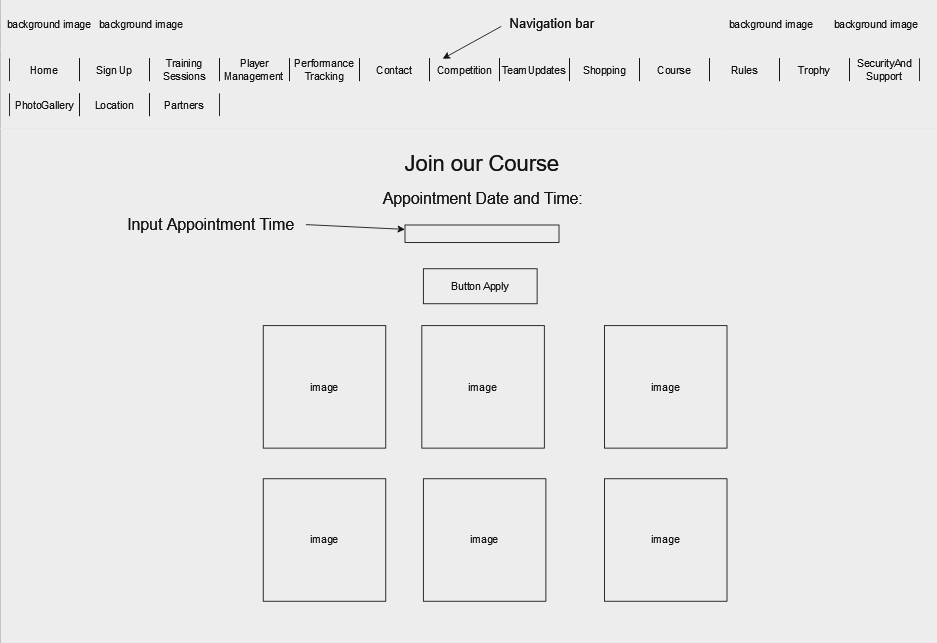 background image background image Navigation bar background image background image
Home Sign Up Training Sessions Player Management Performance Tracking Contact Competition TeamUpdates Shopping Course Rules Trophy SecurityAnd Support
PhotoGallery Location Partners
Join our Course
Appointment Date and Time:
Input Appointment Time
Button Apply
image image image
image image image